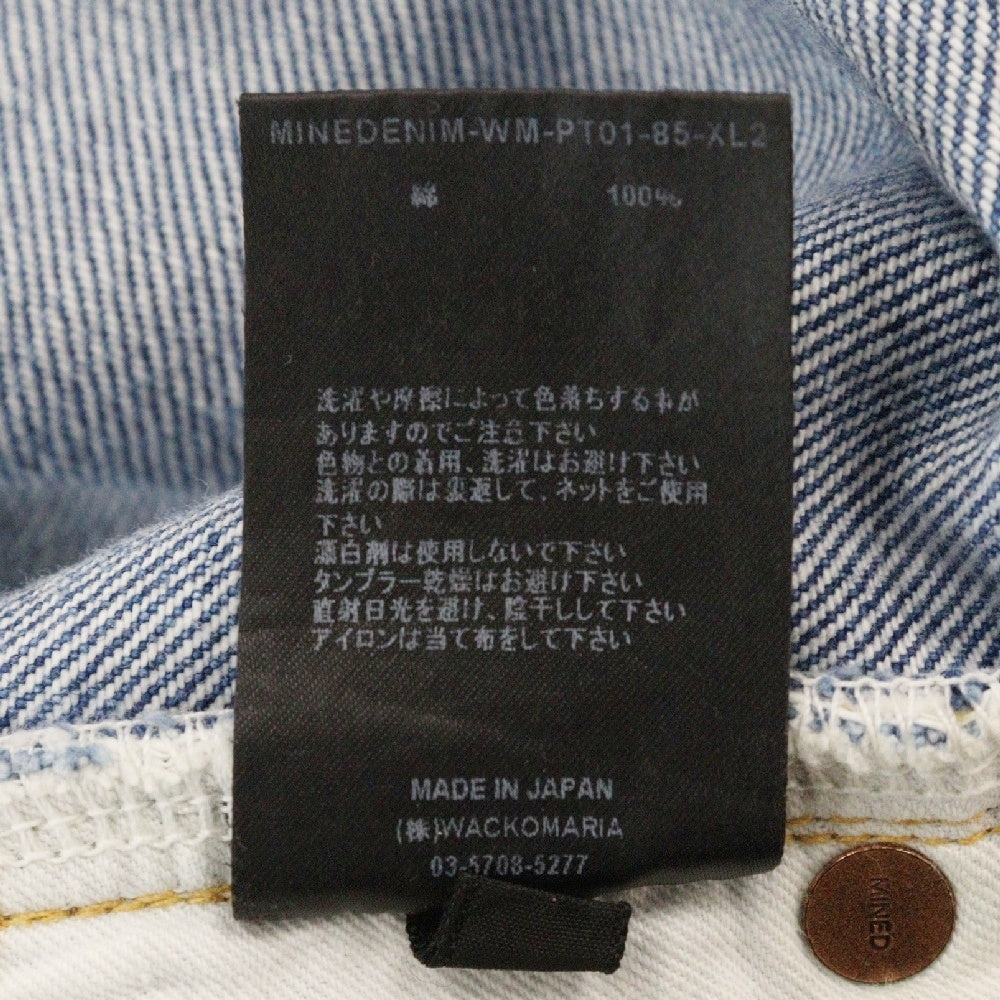 MINEDENIM-WM-PT01-85-XL2
綿 100%
洗濯や摩擦によって色落ちするおが
ありますのでご注意下さい
色物との着用、洗濯はお避け下さい
洗濯の際は裏返して、ネットをご使用
下さい
漂白剤は使用しないで下さい
タンブラー乾燥はお避け下さい
直射日光を避け、陰干しして下さい
アイロンは当て布をして下さい
MADE IN JAPAN
(株)WACKOMARIA
03-5708-5277
MINED